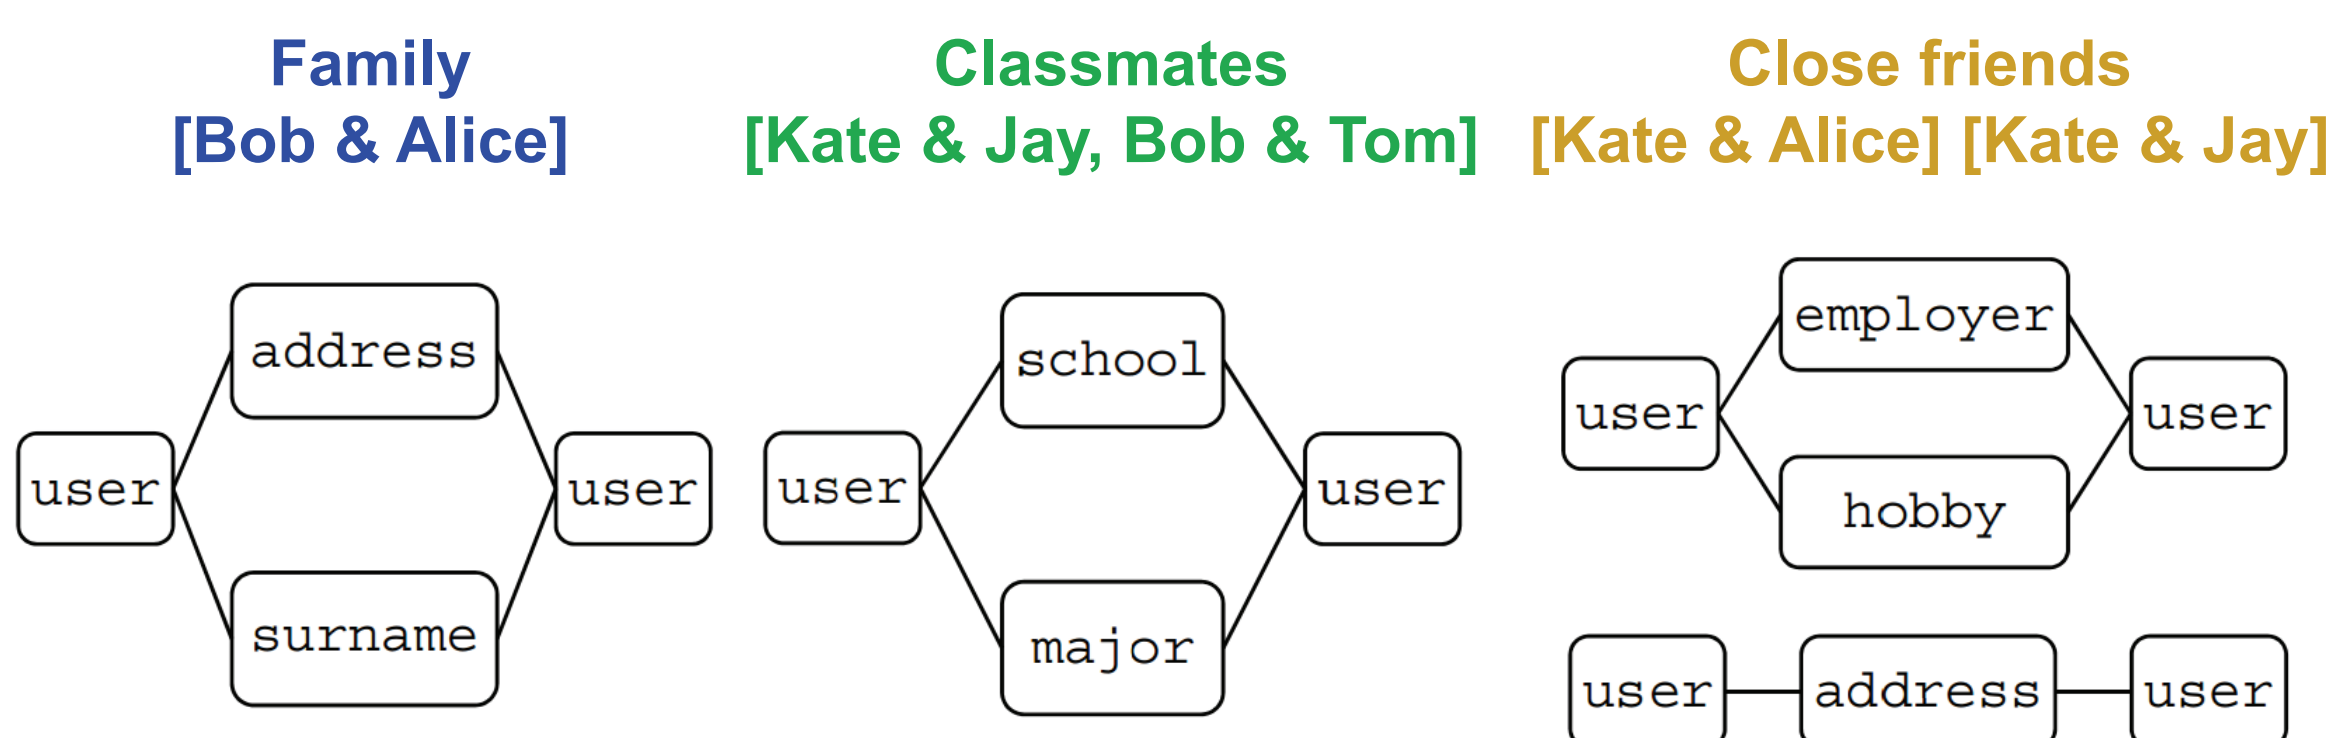 Family
[Bob & Alice]
address
user
user
surname
Classmates
[Kate & Jay, Bob & Tom]
school
user
user
major
Close friends
[Kate & Alice] [Kate & Jay]
employer
user
user
hobby
user
address
user